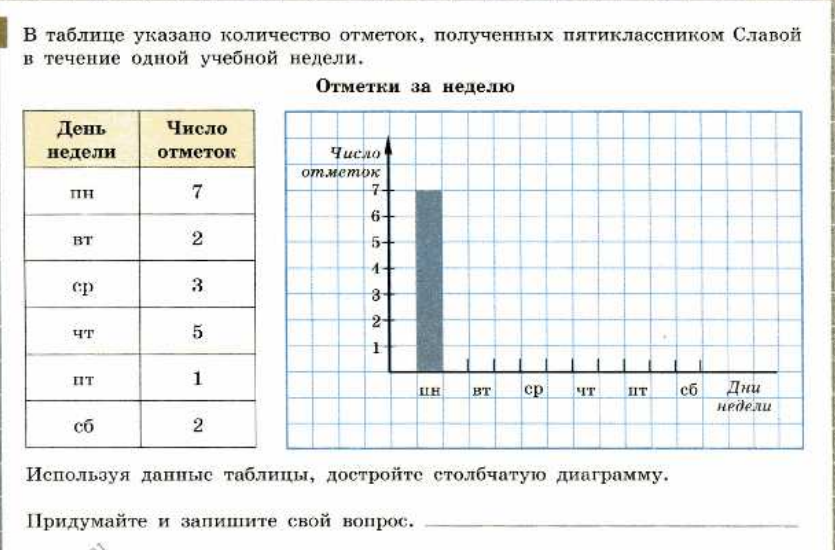 В таблице указано количество отметок, полученных пятиклассником Славой
в течение одной учебной недели.
Отметки за неделю
День недели Число отметок
пн 7
вт 2
ср 3
чт 5
пт 1
сб 2
Число
отметок
7
6
5
4
3
2
1
пн вт ср чт пт сб Дни
недели
Используя данные таблицы, достройте столбчатую диаграмму.
Придумайте и запишите свой вопрос.